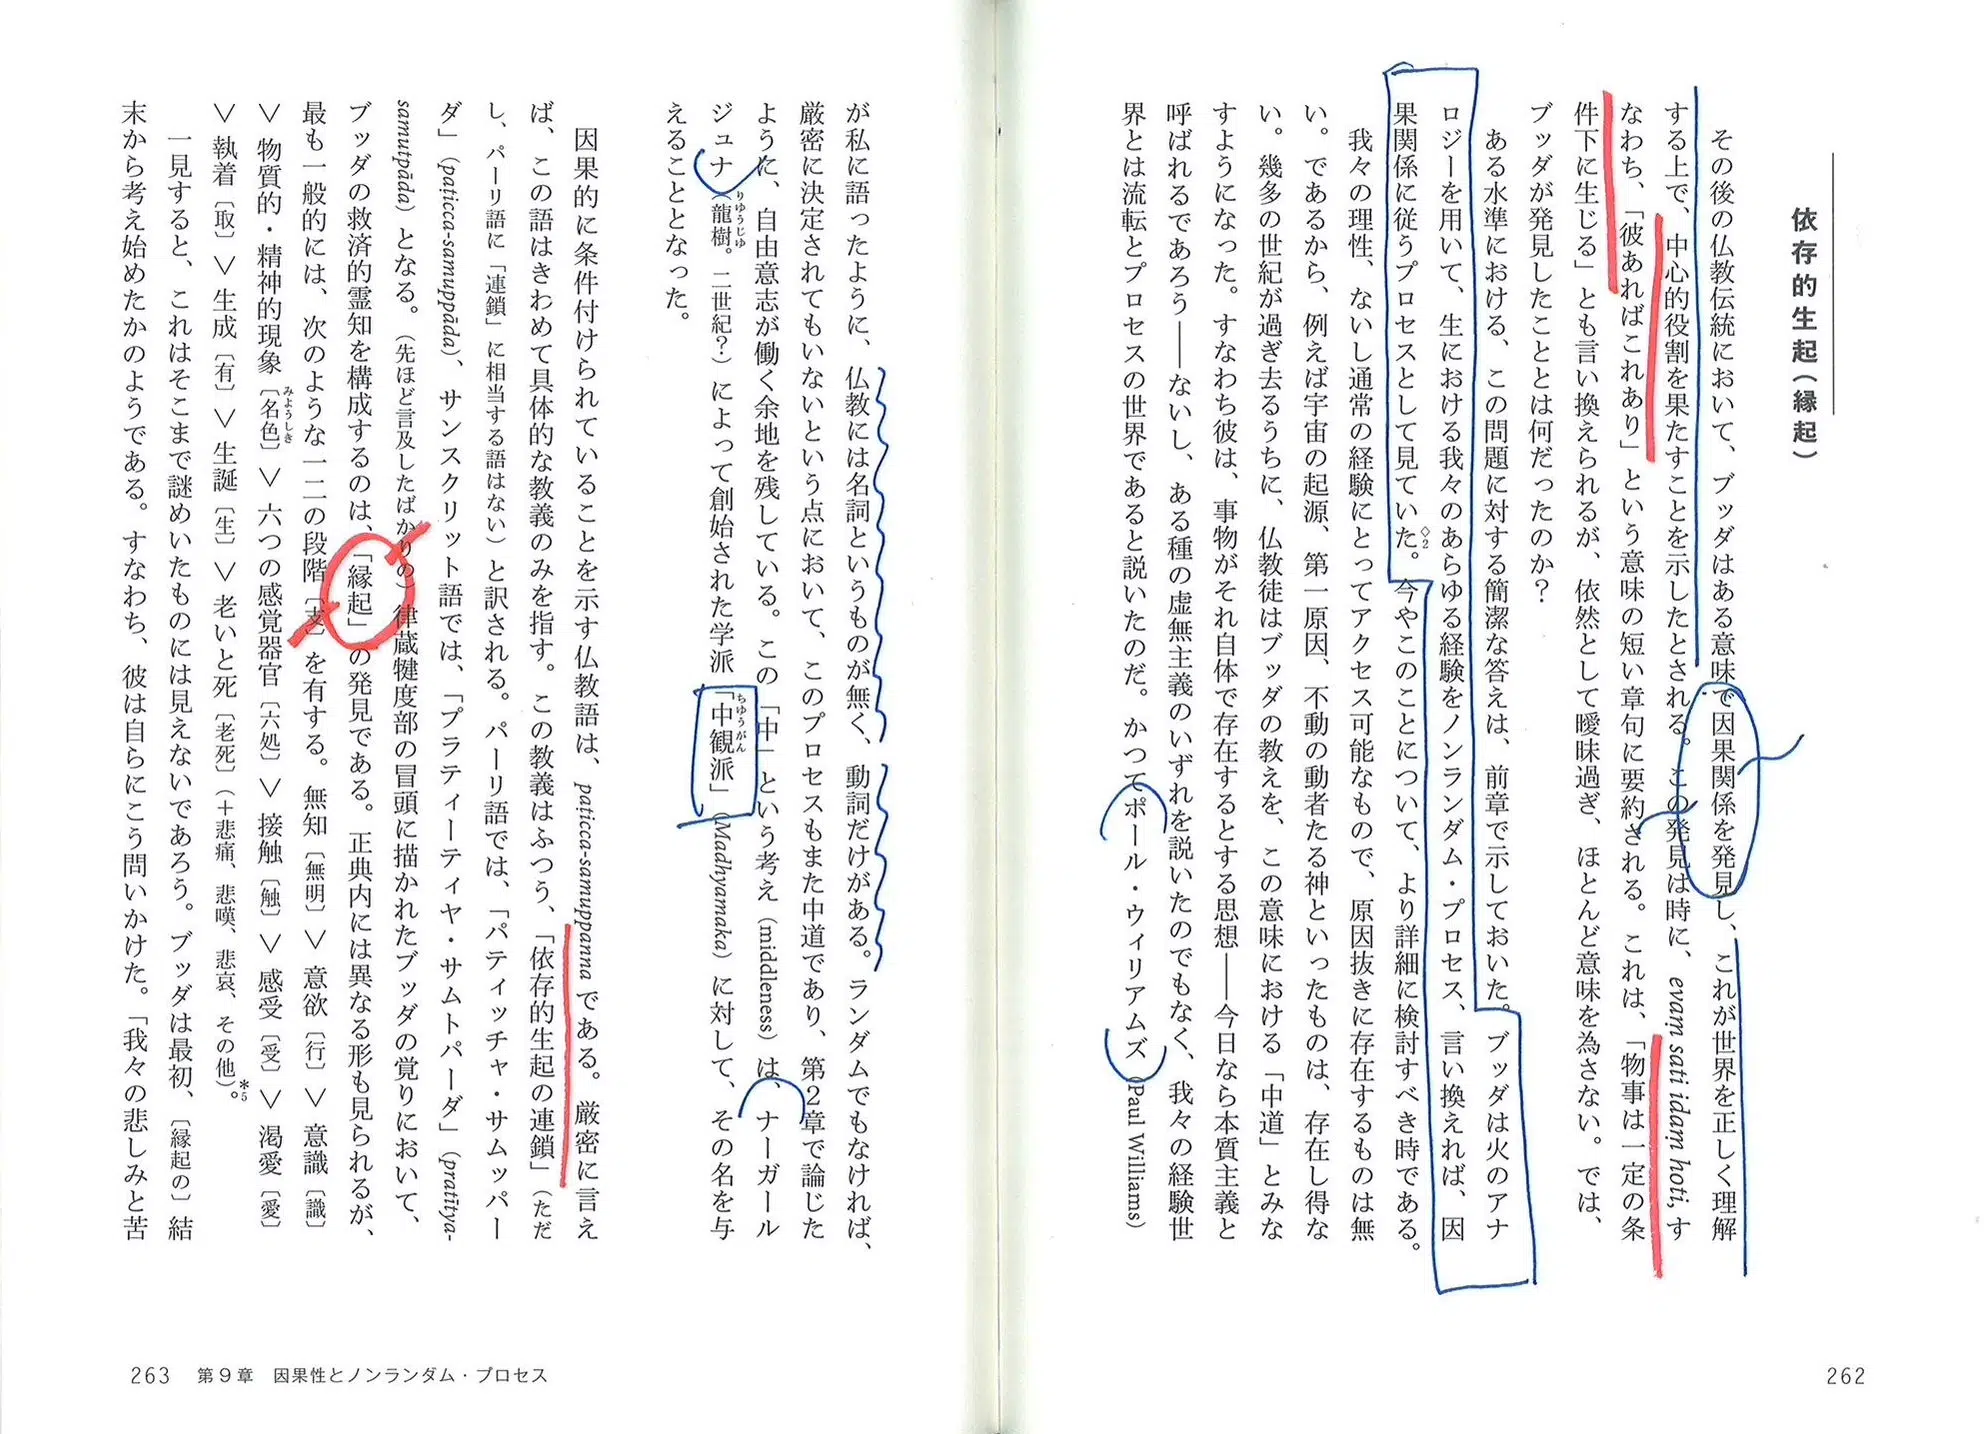 依存的生起（縁起）
その後の仏教伝統において、ブッダはある意味で因果関係を発見し、これが世界を正しく理解
する上で、中心的役割を果たすことを示したとされる。この発見は時に、evaṃ sati idaṃ hoti, す
なわち、「彼あればこれあり」という意味の短い章句に要約される。これは、「物事は一定の条
件下に生じる」とも言い換えられるが、依然として曖昧過ぎ、ほとんど意味を為さない。では、
ブッダが発見したこととは何だったのか？
ある水準における、この問題に対する簡潔な答えは、前章で示しておいた。ブッダは火のアナ
ロジーを用いて、生における我々のあらゆる経験をノンランダム・プロセス、言い換えれば、因
果関係に従うプロセスとして見ていた。◇2今やこのことについて、より詳細に検討すべき時である。
我々の理性、ないし通常の経験にとってアクセス可能なもので、原因抜きに存在するものは無
い。であるから、例えば宇宙の起源、第一原因、不動の動者たる神といったものは、存在し得な
い。幾多の世紀が過ぎ去るうちに、仏教徒はブッダの教えを、この意味における「中道」とみな
すようになった。すなわち彼は、事物がそれ自体で存在するとする思想――今日なら本質主義と
呼ばれるであろう――ないし、ある種の虚無主義のいずれを説いたのでもなく、我々の経験世
界とは流転とプロセスの世界であると説いたのだ。かつてポール・ウィリアムズ（Paul Williams）
262
が私に語ったように、仏教には名詞というものが無く、動詞だけがある。ランダムでもなければ、
厳密に決定されてもいないという点において、このプロセスもまた中道であり、第2章で論じた
ように、自由意志が働く余地を残している。この「中」という考え（middleness）は、ナーガール
ジュナ（龍樹りゅうじゅ。二世紀？）によって創始された学派「中観派ちゅうがん」（Madhyamaka）に対して、その名を与
えることとなった。
因果的に条件付けられていることを示す仏教語は、paṭicca-samuppanna である。厳密に言え
ば、この語はきわめて具体的な教義のみを指す。この教義はふつう、「依存的生起の連鎖」（ただ
し、パーリ語に「連鎖」に相当する語はない）と訳される。パーリ語では、「パティッチャ・サムッパー
ダ」（paṭicca-samuppāda）、サンスクリット語では、「プラティーティヤ・サムトパーダ」（pratītya-
samutpāda）となる。（先ほど言及したばかりの）律蔵犍度部の冒頭に描かれたブッダの覚りにおいて、
ブッダの救済的霊知を構成するのは、「縁起」の発見である。正典内には異なる形も見られるが、
最も一般的には、次のような一二の段階〔支〕を有する。無知〔無明〕∨意欲〔行〕∨意識〔識〕
∨物質的・精神的現象〔名色みょうしき〕∨六つの感覚器官〔六処〕∨接触〔触〕∨感受〔受〕∨渇愛〔愛〕
∨執着〔取〕∨生成〔有〕∨生誕〔生〕∨老いと死〔老死〕（＋悲痛、悲嘆、悲哀、その他）。*5
一見すると、これはそこまで謎めいたものには見えないであろう。ブッダは最初、〔縁起の〕結
末から考え始めたかのようである。すなわち、彼は自らにこう問いかけた。「我々の悲しみと苦
263 第9章 因果性とノンランダム・プロセス